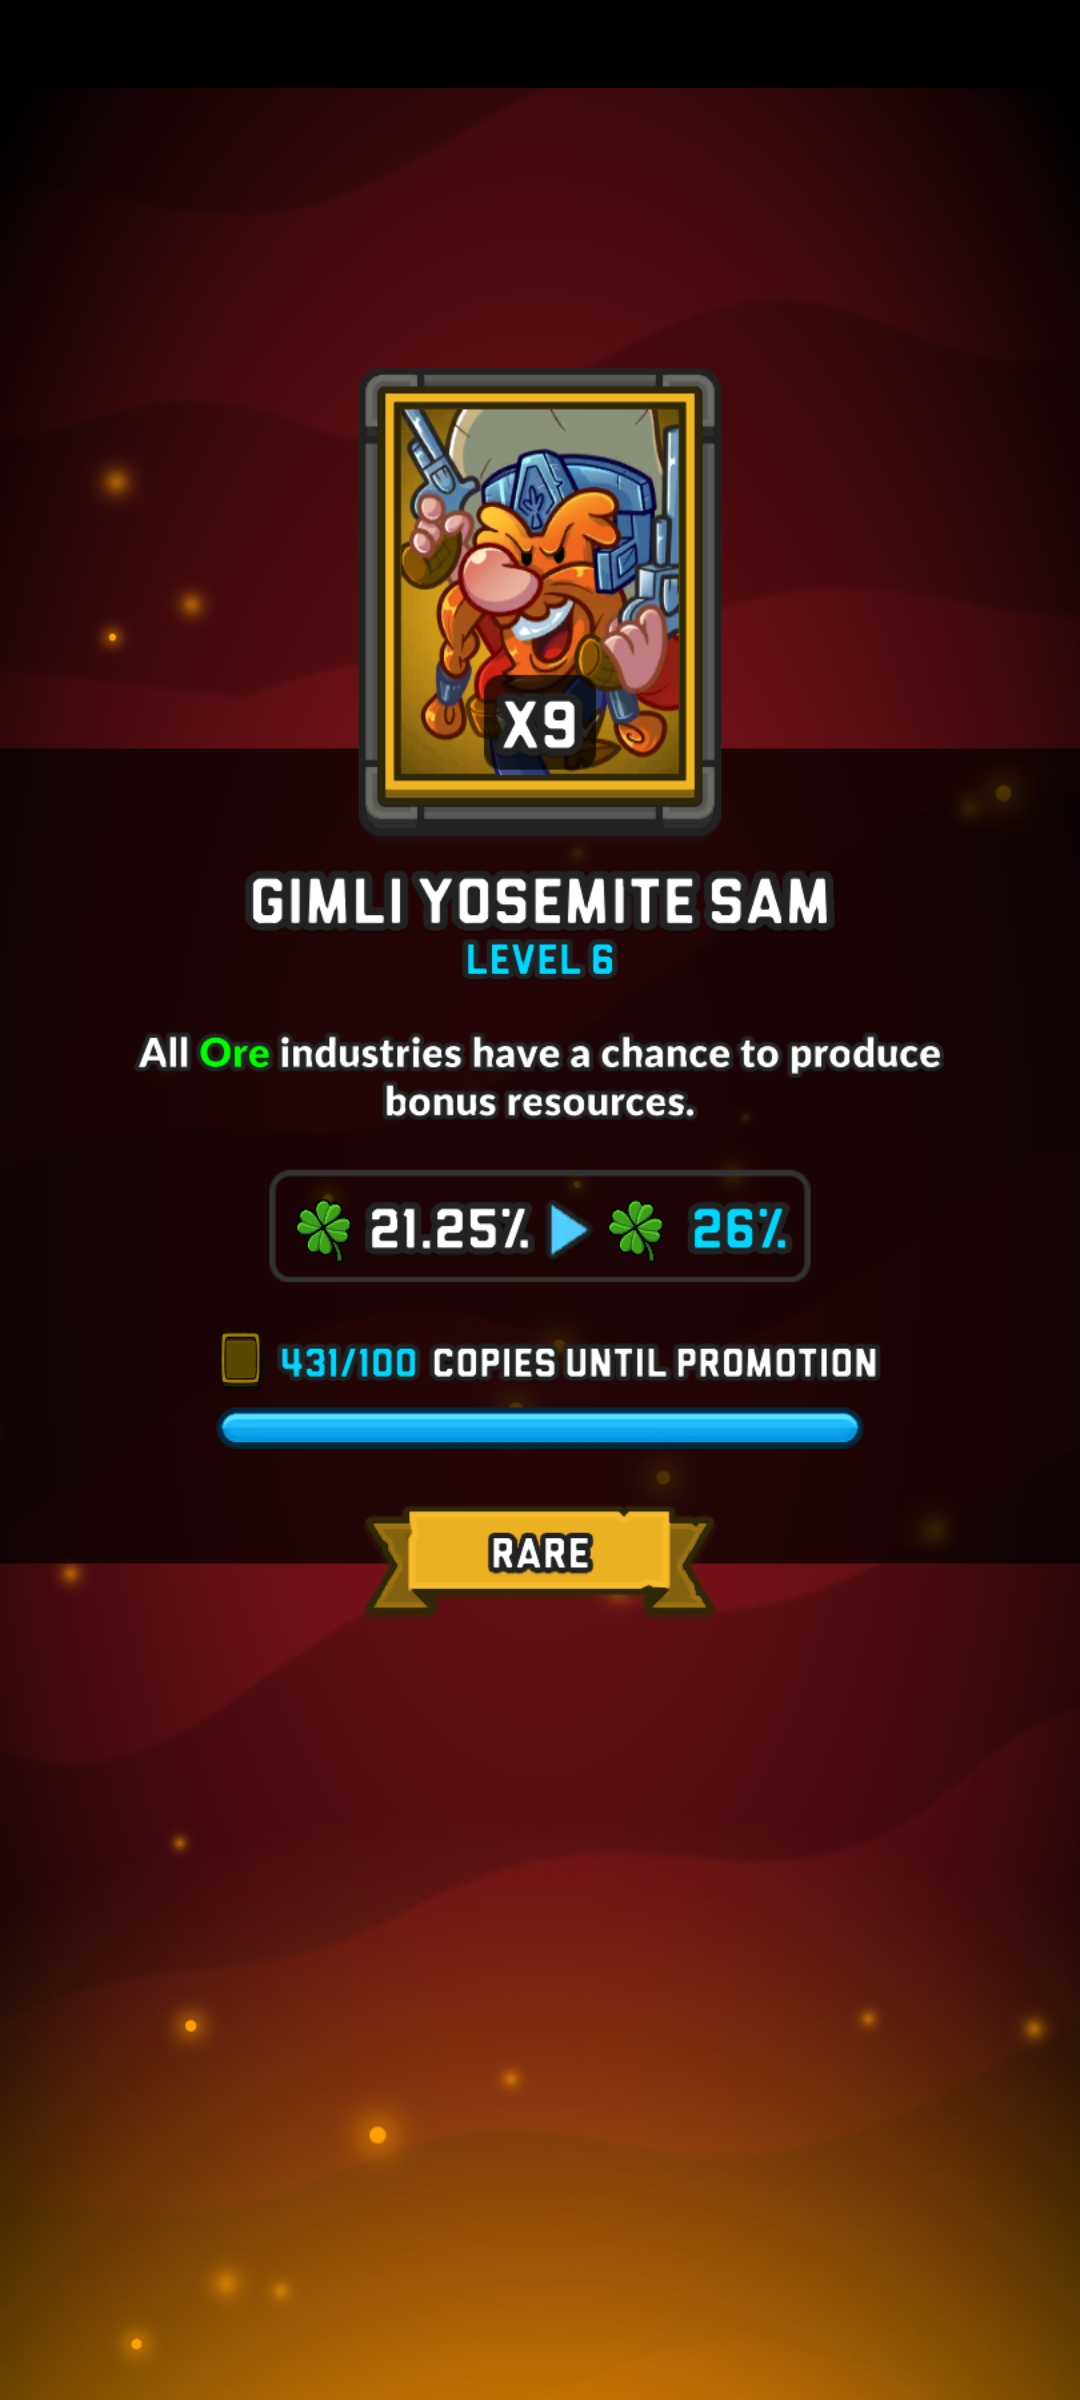 X9
GIMLI YOSEMITE SAM
LEVEL 6
All Ore industries have a chance to produce
bonus resources.
21.25% 26%
431/100 COPIES UNTIL PROMOTION
RARE